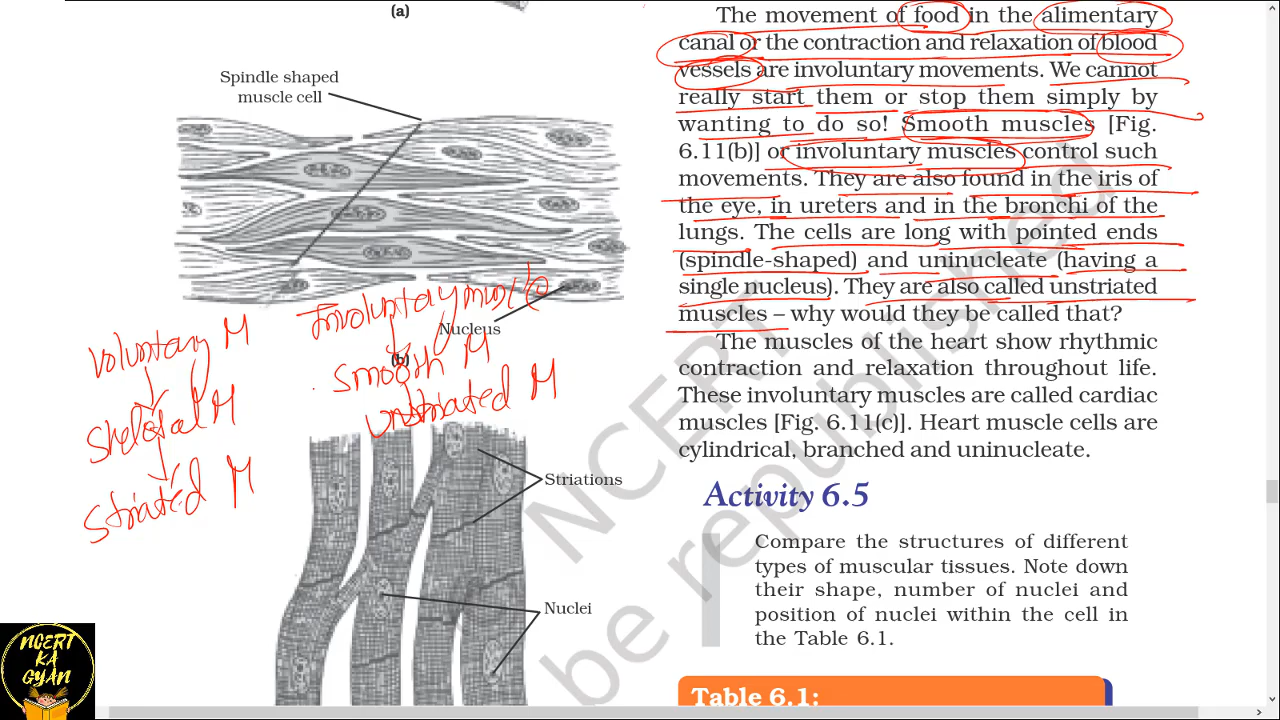 (a)
Spindle shaped
muscle cell
Nucleus
(b)
Involuntary muscle
Smooth M
unstriated M
Voluntary M
Skeletal M
Striated M
Striations
Nuclei
NCERT
KA
GYAN
The movement of food in the alimentary
canal or the contraction and relaxation of blood
vessels are involuntary movements. We cannot
really start them or stop them simply by
wanting to do so! Smooth muscles [Fig.
6.11(b)] or involuntary muscles control such
movements. They are also found in the iris of
the eye, in ureters and in the bronchi of the
lungs. The cells are long with pointed ends
(spindle-shaped) and uninucleate (having a
single nucleus). They are also called unstriated
muscles – why would they be called that?
The muscles of the heart show rhythmic
contraction and relaxation throughout life.
These involuntary muscles are called cardiac
muscles [Fig. 6.11(c)]. Heart muscle cells are
cylindrical, branched and uninucleate.
Activity 6.5
Compare the structures of different
types of muscular tissues. Note down
their shape, number of nuclei and
position of nuclei within the cell in
the Table 6.1.
Table 6.1:
NCERT
be republished